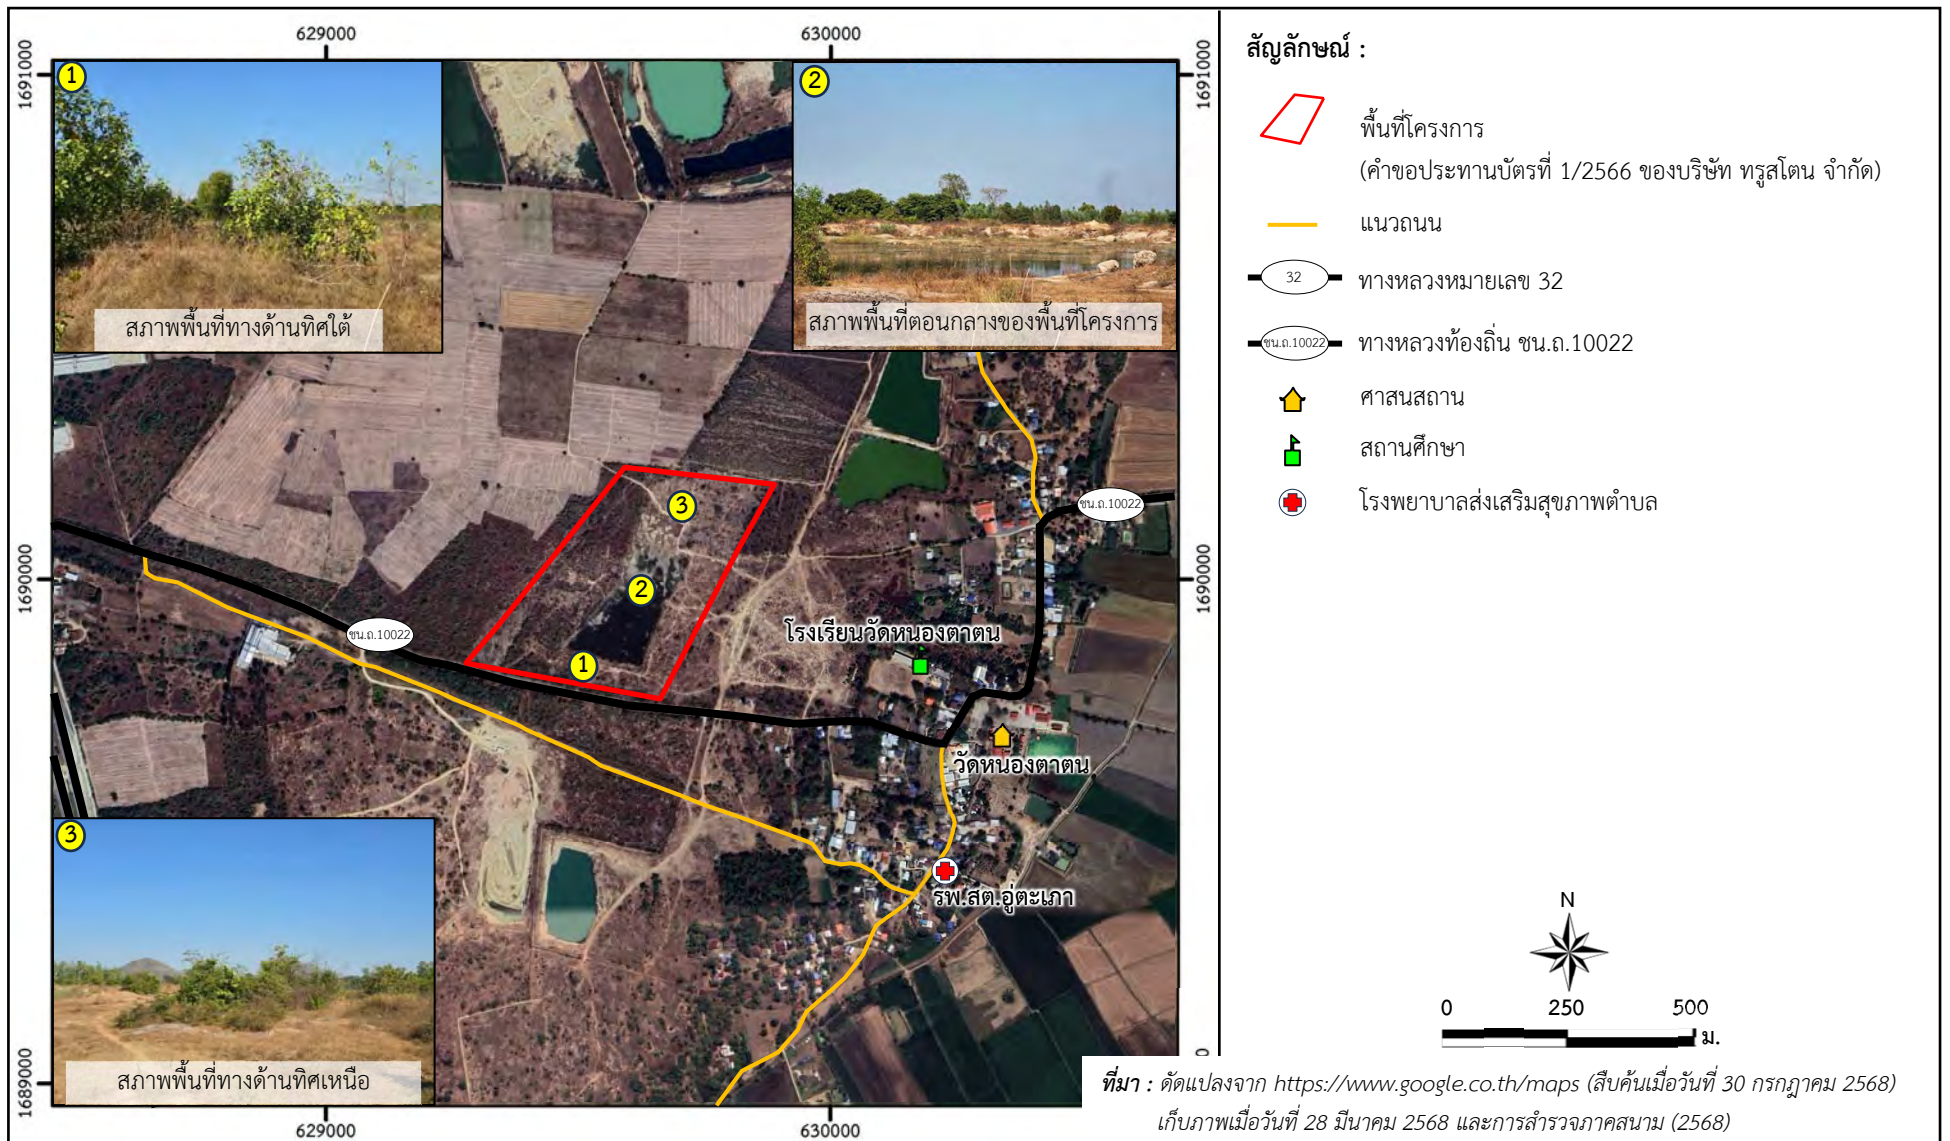 629000
630000
1691000
1691000
1
2
สภาพพื้นที่ทางด้านทิศใต้
สภาพพื้นที่ตอนกลางของพื้นที่โครงการ
3
ชน.ถ.10022
1690000
1690000
2
ชน.ถ.10022
โรงเรียนวัดหนองตาตน
1
วัดหนองตาตน
3
รพ.สต.อู่ตะเภา
สภาพพื้นที่ทางด้านทิศเหนือ
1689000
0
629000
630000
สัญลักษณ์ :
พื้นที่โครงการ
(คำขอประทานบัตรที่ 1/2566 ของบริษัท ทรูสโตน จำกัด)
แนวถนน
32
ทางหลวงหมายเลข 32
ชน.ถ.10022
ทางหลวงท้องถิ่น ชน.ถ.10022
ศาสนสถาน
สถานศึกษา
โรงพยาบาลส่งเสริมสุขภาพตำบล
N
0 250 500
ม.
ที่มา : ดัดแปลงจาก https://www.google.co.th/maps (สืบค้นเมื่อวันที่ 30 กรกฎาคม 2568)
เก็บภาพเมื่อวันที่ 28 มีนาคม 2568 และการสำรวจภาคสนาม (2568)